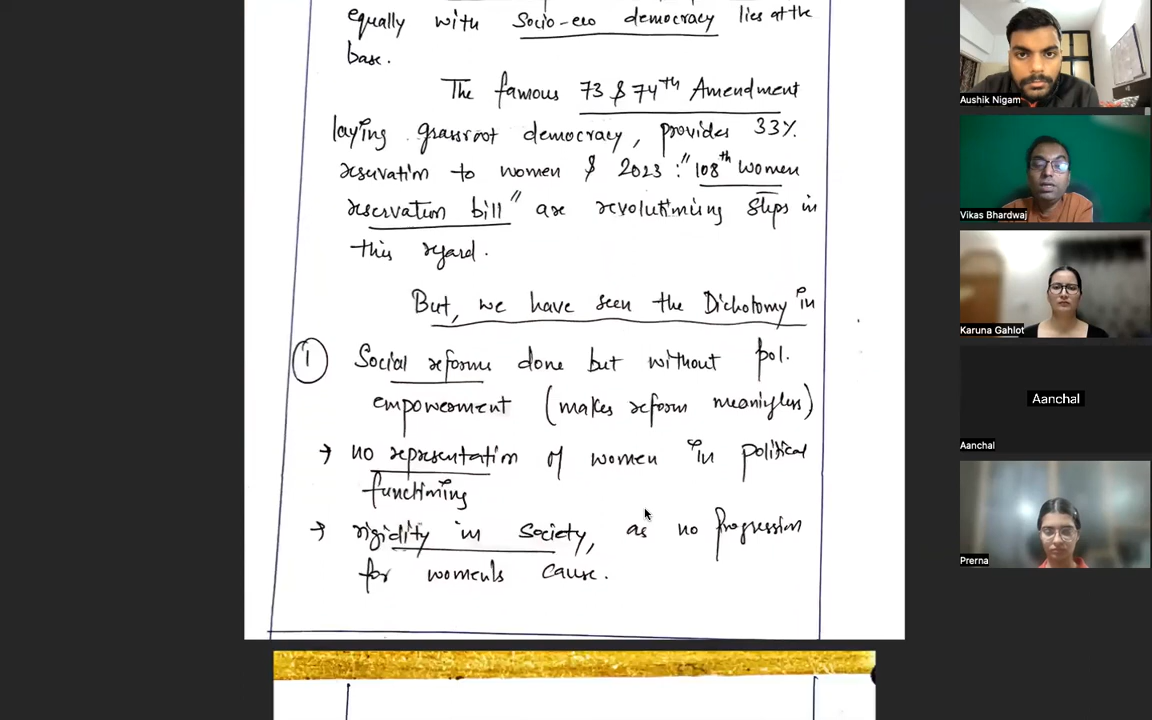 equally with Socio-eco democracy lies at the
base.
The famous 73 & 74th Amendment
laying grassroot democracy, provides 33%
reservation to women & 2023 : "108th Women
reservation bill" are revolutimising steps in
this regard.
But, we have seen the Dichotomy in
1 Social reforms done but without pol.
empowerment (makes reform meaningless)
→ no representation of women in political
functioning
→ rigidity in society, as no progression
for women's cause.
Aushik Nigam
Vikas Bhardwaj
Karuna Gahlot
Aanchal
Aanchal
Prerna